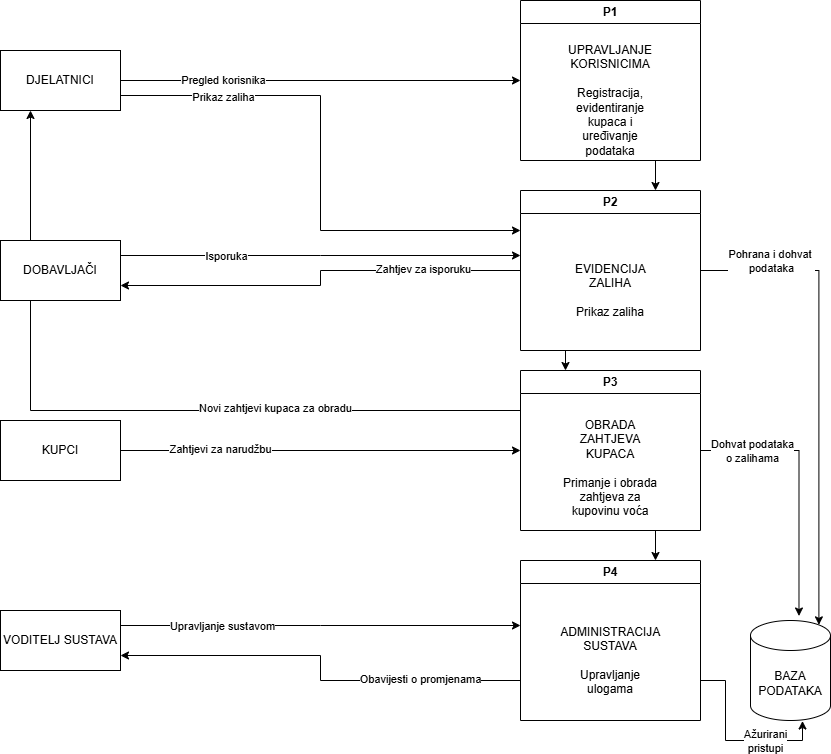 P1
UPRAVLJANJE
KORISNICIMA
Registracija,
evidentiranje
kupaca i
uređivanje
podataka
DJELATNICI
Pregled korisnika
Prikaz zaliha
P2
EVIDENCIJA
ZALIHA
Prikaz zaliha
DOBAVLJAČI
Isporuka
Zahtjev za isporuku
Pohrana i dohvat
podataka
P3
OBRADA
ZAHTJEVA
KUPACA
Primanje i obrada
zahtjeva za
kupovinu voća
Novi zahtjevi kupaca za obradu
KUPCI
Zahtjevi za narudžbu
Dohvat podataka
o zalihama
P4
ADMINISTRACIJA
SUSTAVA
Upravljanje
ulogama
VODITELJ SUSTAVA
Upravljanje sustavom
Obavijesti o promjenama
BAZA
PODATAKA
Ažurirani
pristupi